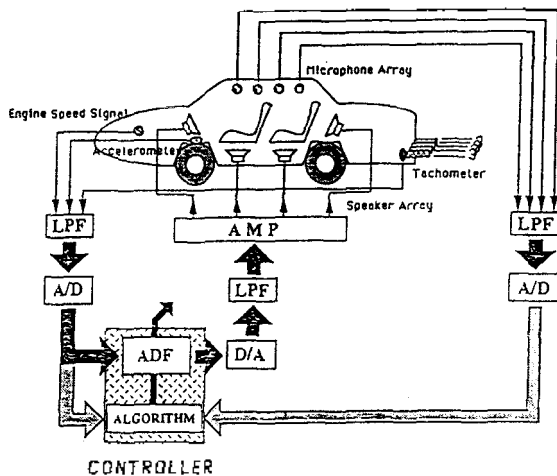 Microphone Array
Engine Speed Signal
Accelerometer
Tachometer
Speaker Array
LPF
AMP
LPF
A/D
LPF
A/D
ADF
D/A
ALGORITHM
CONTROLLER